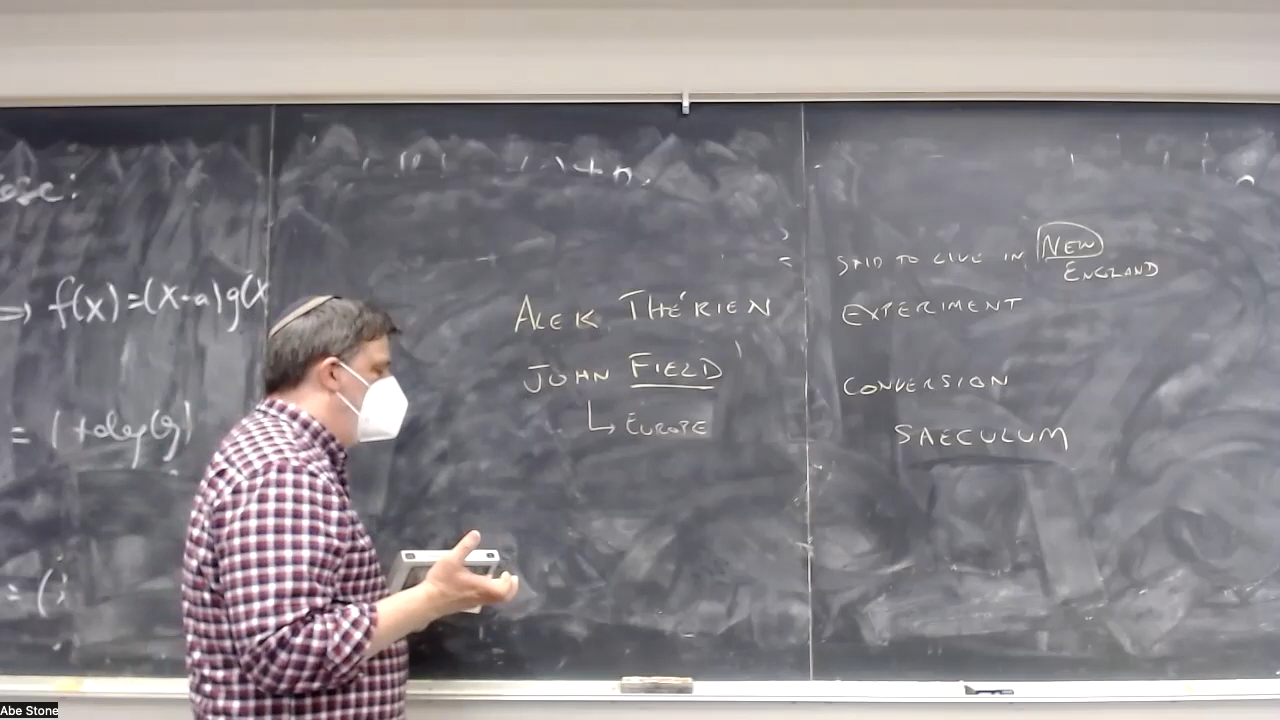 f(x)=(x-a)g(x
= 1+deg(g)
= (
ALEK THÉRIEN
JOHN FIELD
↳ EUROPE
SAID TO LIVE IN NEW
ENGLAND
EXPERIMENT
CONVERSION
SAECULUM
Abe Stone